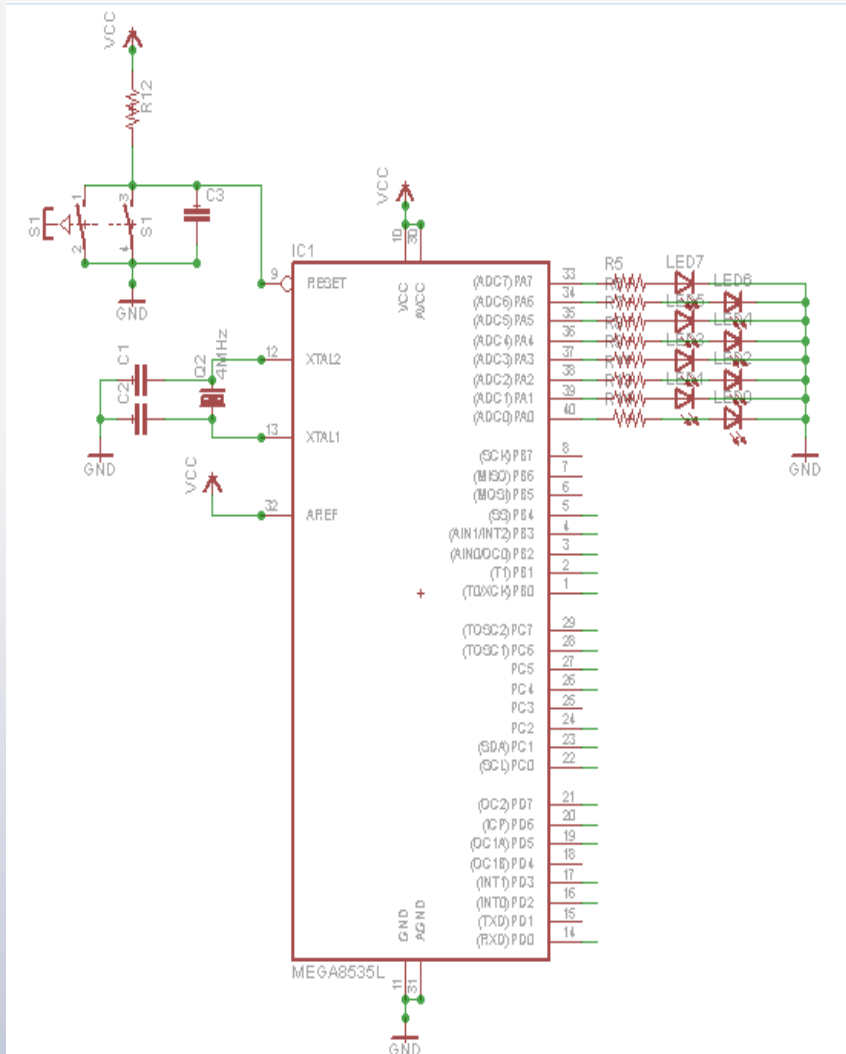 VCC
R12
1
3
C3
S1
S1
2
4
GND
VCC
10
30
IC1
9
RESET
VCC
AVCC
(ADC7)PA7
33
R5
LED7
(ADC6)PA6
34
LED6
(ADC5)PA5
35
(ADC4)PA4
36
(ADC3)PA3
37
(ADC2)PA2
38
(ADC1)PA1
39
(ADC0)PA0
40
GND
C1
Q2
4MHz
12
XTAL2
C2
13
XTAL1
GND
VCC
32
AREF
(SCK)PB7
8
(MISO)PB6
7
(MOSI)PB5
6
(SS)PB4
5
(AIN1/INT2)PB3
4
(AIN0/OC0)PB2
3
(T1)PB1
2
(T0/XCK)PB0
1
(TOSC2)PC7
29
(TOSC1)PC6
28
PC5
27
PC4
26
PC3
25
PC2
24
(SDA)PC1
23
(SCL)PC0
22
(OC2)PD7
21
(ICP)PD6
20
(OC1A)PD5
19
(OC1B)PD4
18
(INT1)PD3
17
(INT0)PD2
16
(TXD)PD1
15
(RXD)PD0
14
GND
AGND
MEGA8535L
11
31
GND